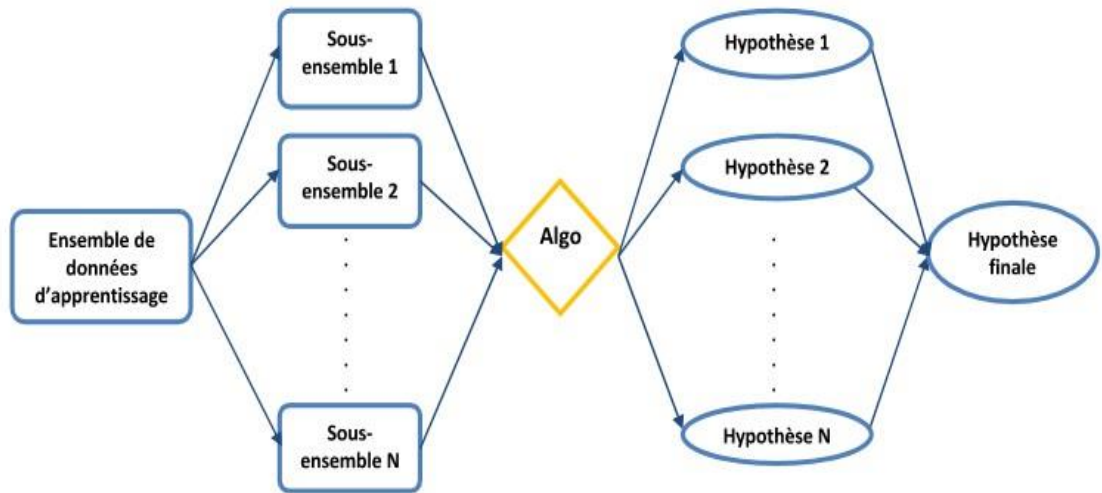 Ensemble de
données
d'apprentissage
Sous-
ensemble 1
Sous-
ensemble 2
Sous-
ensemble N
Algo
Hypothèse 1
Hypothèse 2
Hypothèse N
Hypothèse
finale